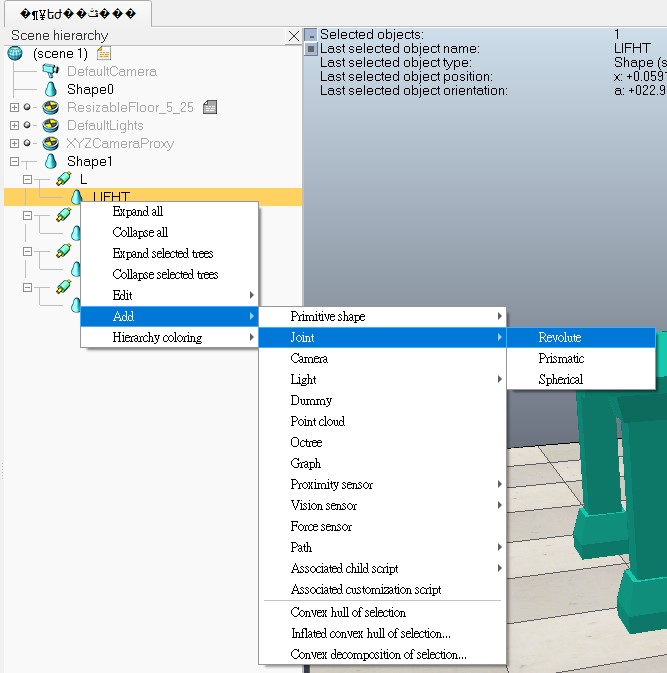 Scene hierarchy
(scene 1)
DefaultCamera
Shape0
ResizableFloor_5_25
DefaultLights
XYZCameraProxy
Shape1
L
LIFHT
Expand all
Collapse all
Expand selected trees
Collapse selected trees
Edit
Add
Hierarchy coloring
Primitive shape
Joint
Camera
Light
Dummy
Point cloud
Octree
Graph
Proximity sensor
Vision sensor
Force sensor
Path
Associated child script
Associated customization script
Convex hull of selection
Inflated convex hull of selection...
Convex decomposition of selection...
Revolute
Prismatic
Spherical
Selected objects: 1
Last selected object name: LIFHT
Last selected object type: Shape (s
Last selected object position: x: +0.059
Last selected object orientation: a: +022.9